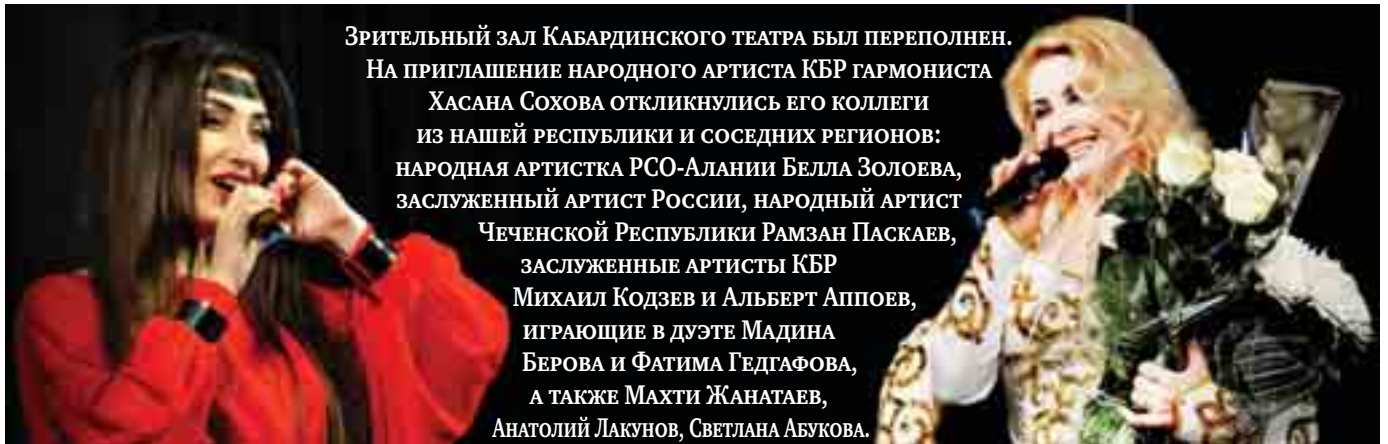 Зрительный зал Кабардинского театра был переполнен.
На приглашение народного артиста КБР гармониста
Хасана Сохова откликнулись его коллеги
из нашей республики и соседних регионов:
народная артистка РСО-Алании Белла Золоева,
заслуженный артист России, народный артист
Чеченской Республики Рамзан Паскаев,
заслуженные артисты КБР
Михаил Кодзев и Альберт Аппоев,
играющие в дуэте Мадина
Берова и Фатима Гедгафова,
а также Махти Жанатаев,
Анатолий Лакунов, Светлана Абукова.